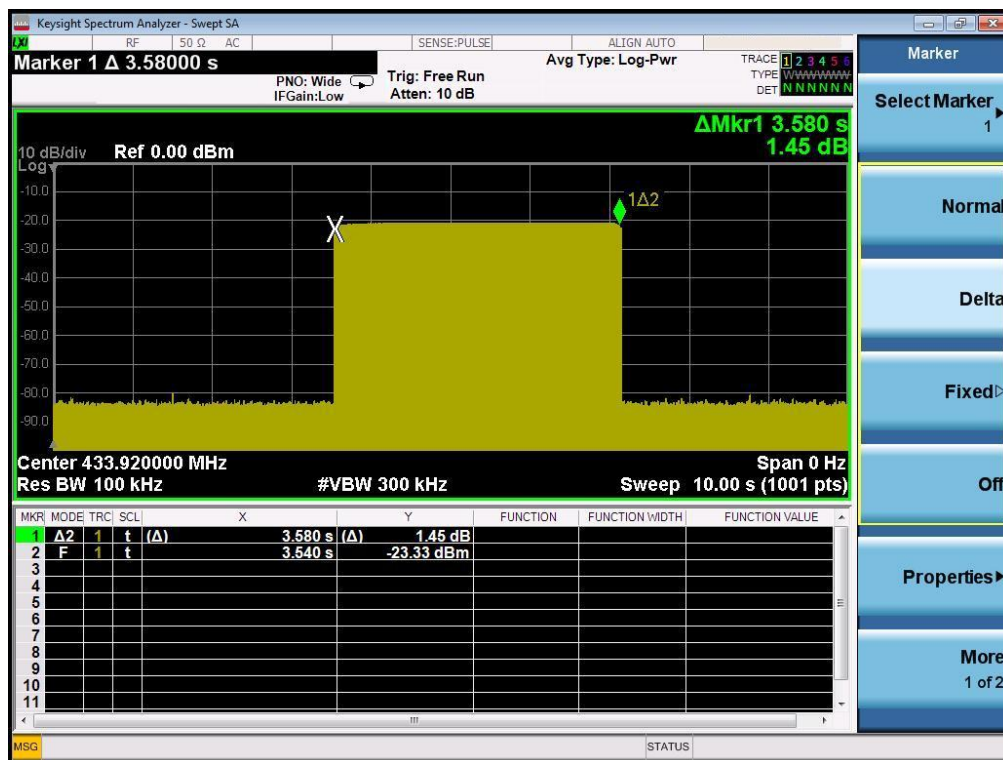 Keysight Spectrum Analyzer - Swept SA
LXI RF 50 Ω AC SENSE:PULSE ALIGN AUTO
Marker 1 Δ 3.58000 s
PNO: Wide
IFGain:Low
Trig: Free Run
Atten: 10 dB
Avg Type: Log-Pwr
TRACE 1 2 3 4 5 6
TYPE WWWWWW
DET N N N N N N
ΔMkr1 3.580 s
1.45 dB
10 dB/div Ref 0.00 dBm
Log
-10.0
-20.0
-30.0
-40.0
-50.0
-60.0
-70.0
-80.0
-90.0
1Δ2
Center 433.920000 MHz Span 0 Hz
Res BW 100 kHz #VBW 300 kHz Sweep 10.00 s (1001 pts)
MKR MODE TRC SCL X Y FUNCTION FUNCTION WIDTH FUNCTION VALUE
1 Δ2 1 t (Δ) 3.580 s (Δ) 1.45 dB
2 F 1 t 3.540 s -23.33 dBm
3
4
5
6
7
8
9
10
11
MSG STATUS
Marker
Select Marker
1
Normal
Delta
Fixed
Off
Properties
More
1 of 2